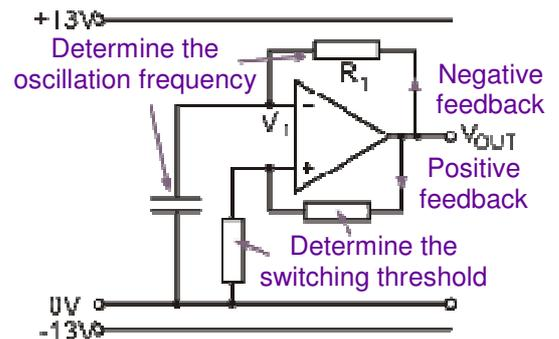 +13V
Determine the
oscillation frequency
R1
Negative
feedback
V1
-
VOUT
+
Positive
feedback
Determine the
switching threshold
0V
-13V